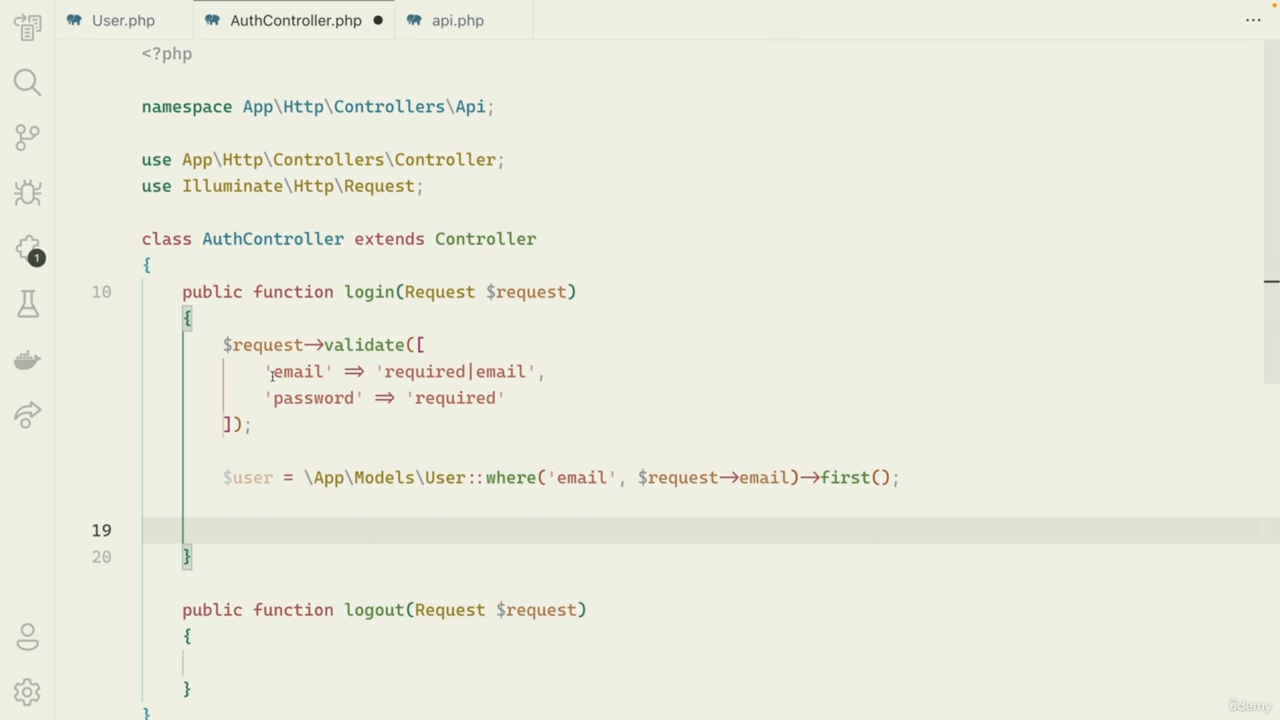 User.php
AuthController.php
api.php
<?php
namespace App\Http\Controllers\Api;
use App\Http\Controllers\Controller;
use Illuminate\Http\Request;
class AuthController extends Controller
{
10 public function login(Request $request)
{
$request->validate([
'email' => 'required|email',
'password' => 'required'
]);
$user = \App\Models\User::where('email', $request->email)->first();
19
20 }
public function logout(Request $request)
{
}
}
1
ûdemy